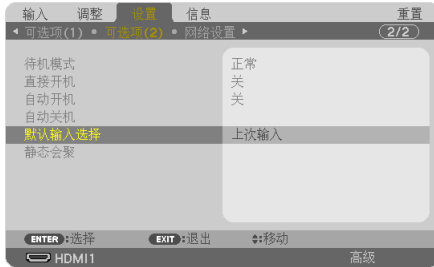 输入 调整 设置 信息 重置
◀ 可选项(1) • 可选项(2) • 网络设置 ▶ 2/2
待机模式 正常
直接开机 关
自动开机 关
自动关机
默认输入选择 上次输入
静态会聚
ENTER :选择 EXIT :退出 :移动
HDMI1 高级